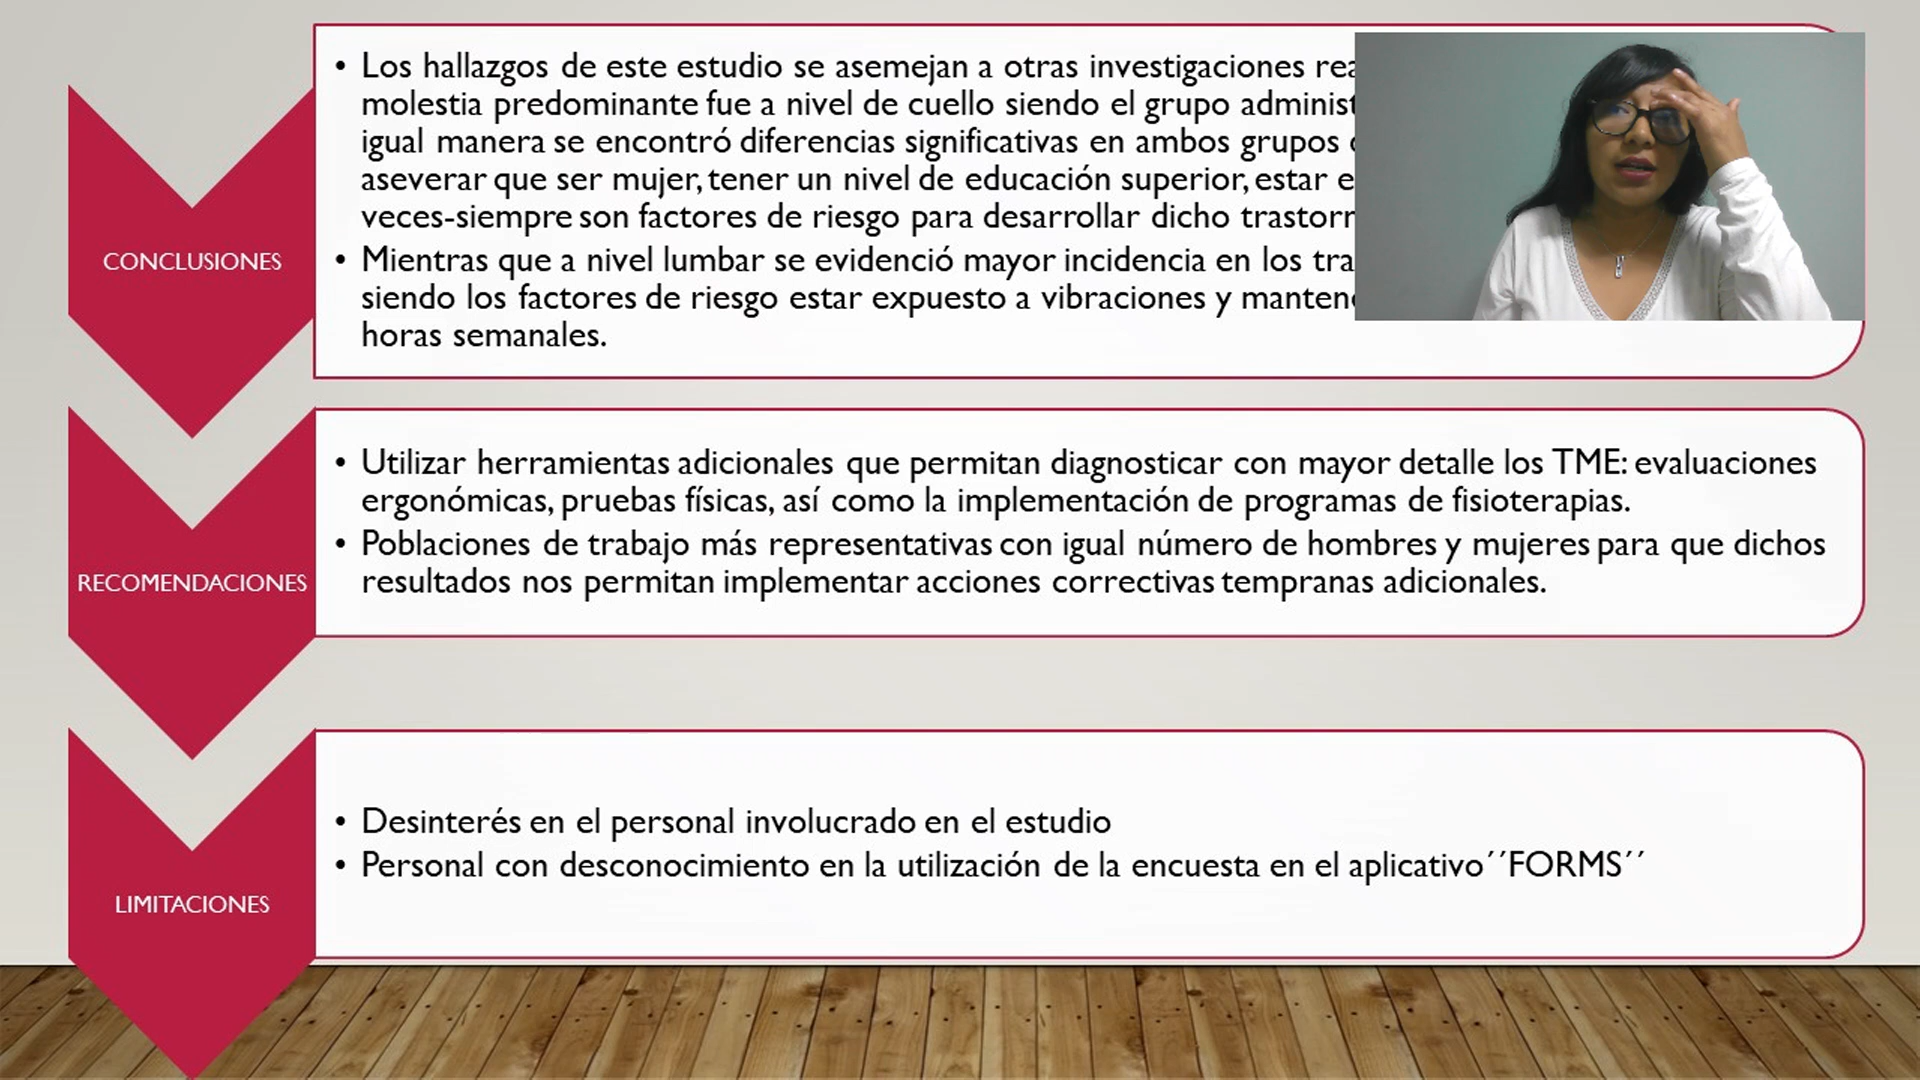 CONCLUSIONES
• Los hallazgos de este estudio se asemejan a otras investigaciones
molestia predominante fue a nivel de cuello siendo el grupo
igual manera se encontró diferencias significativas en ambos grupos
aseverar que ser mujer, tener un nivel de educación superior, estar
veces-siempre son factores de riesgo para desarrollar dicho
• Mientras que a nivel lumbar se evidenció mayor incidencia en los
siendo los factores de riesgo estar expuesto a vibraciones y
horas semanales.
RECOMENDACIONES
• Utilizar herramientas adicionales que permitan diagnosticar con mayor detalle los TME: evaluaciones
ergonómicas, pruebas físicas, así como la implementación de programas de fisioterapias.
• Poblaciones de trabajo más representativas con igual número de hombres y mujeres para que dichos
resultados nos permitan implementar acciones correctivas tempranas adicionales.
LIMITACIONES
• Desinterés en el personal involucrado en el estudio
• Personal con desconocimiento en la utilización de la encuesta en el aplicativo´´FORMS´´